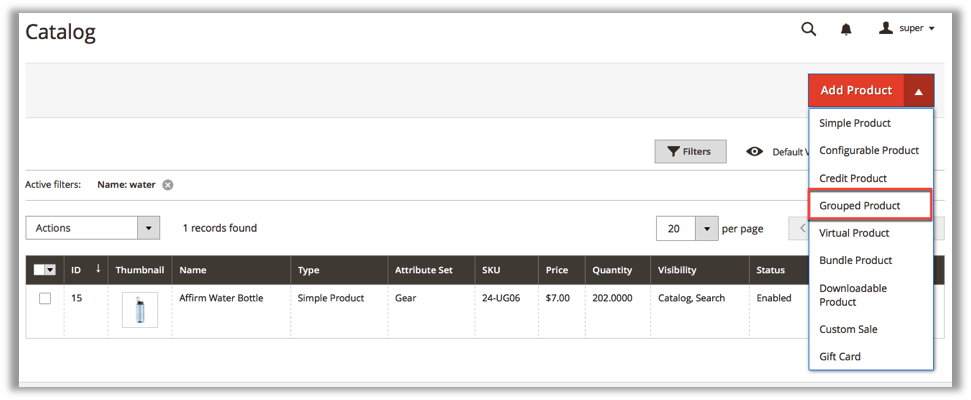 Catalog
super
Add Product
Simple Product
Configurable Product
Credit Product
Grouped Product
Virtual Product
Bundle Product
Downloadable
Product
Custom Sale
Gift Card
Filters
Default V
Active filters: Name: water
Actions 1 records found 20 per page
ID Thumbnail Name Type Attribute Set SKU Price Quantity Visibility Status
15 Affirm Water Bottle Simple Product Gear 24-UG06 $7.00 202.0000 Catalog, Search Enabled